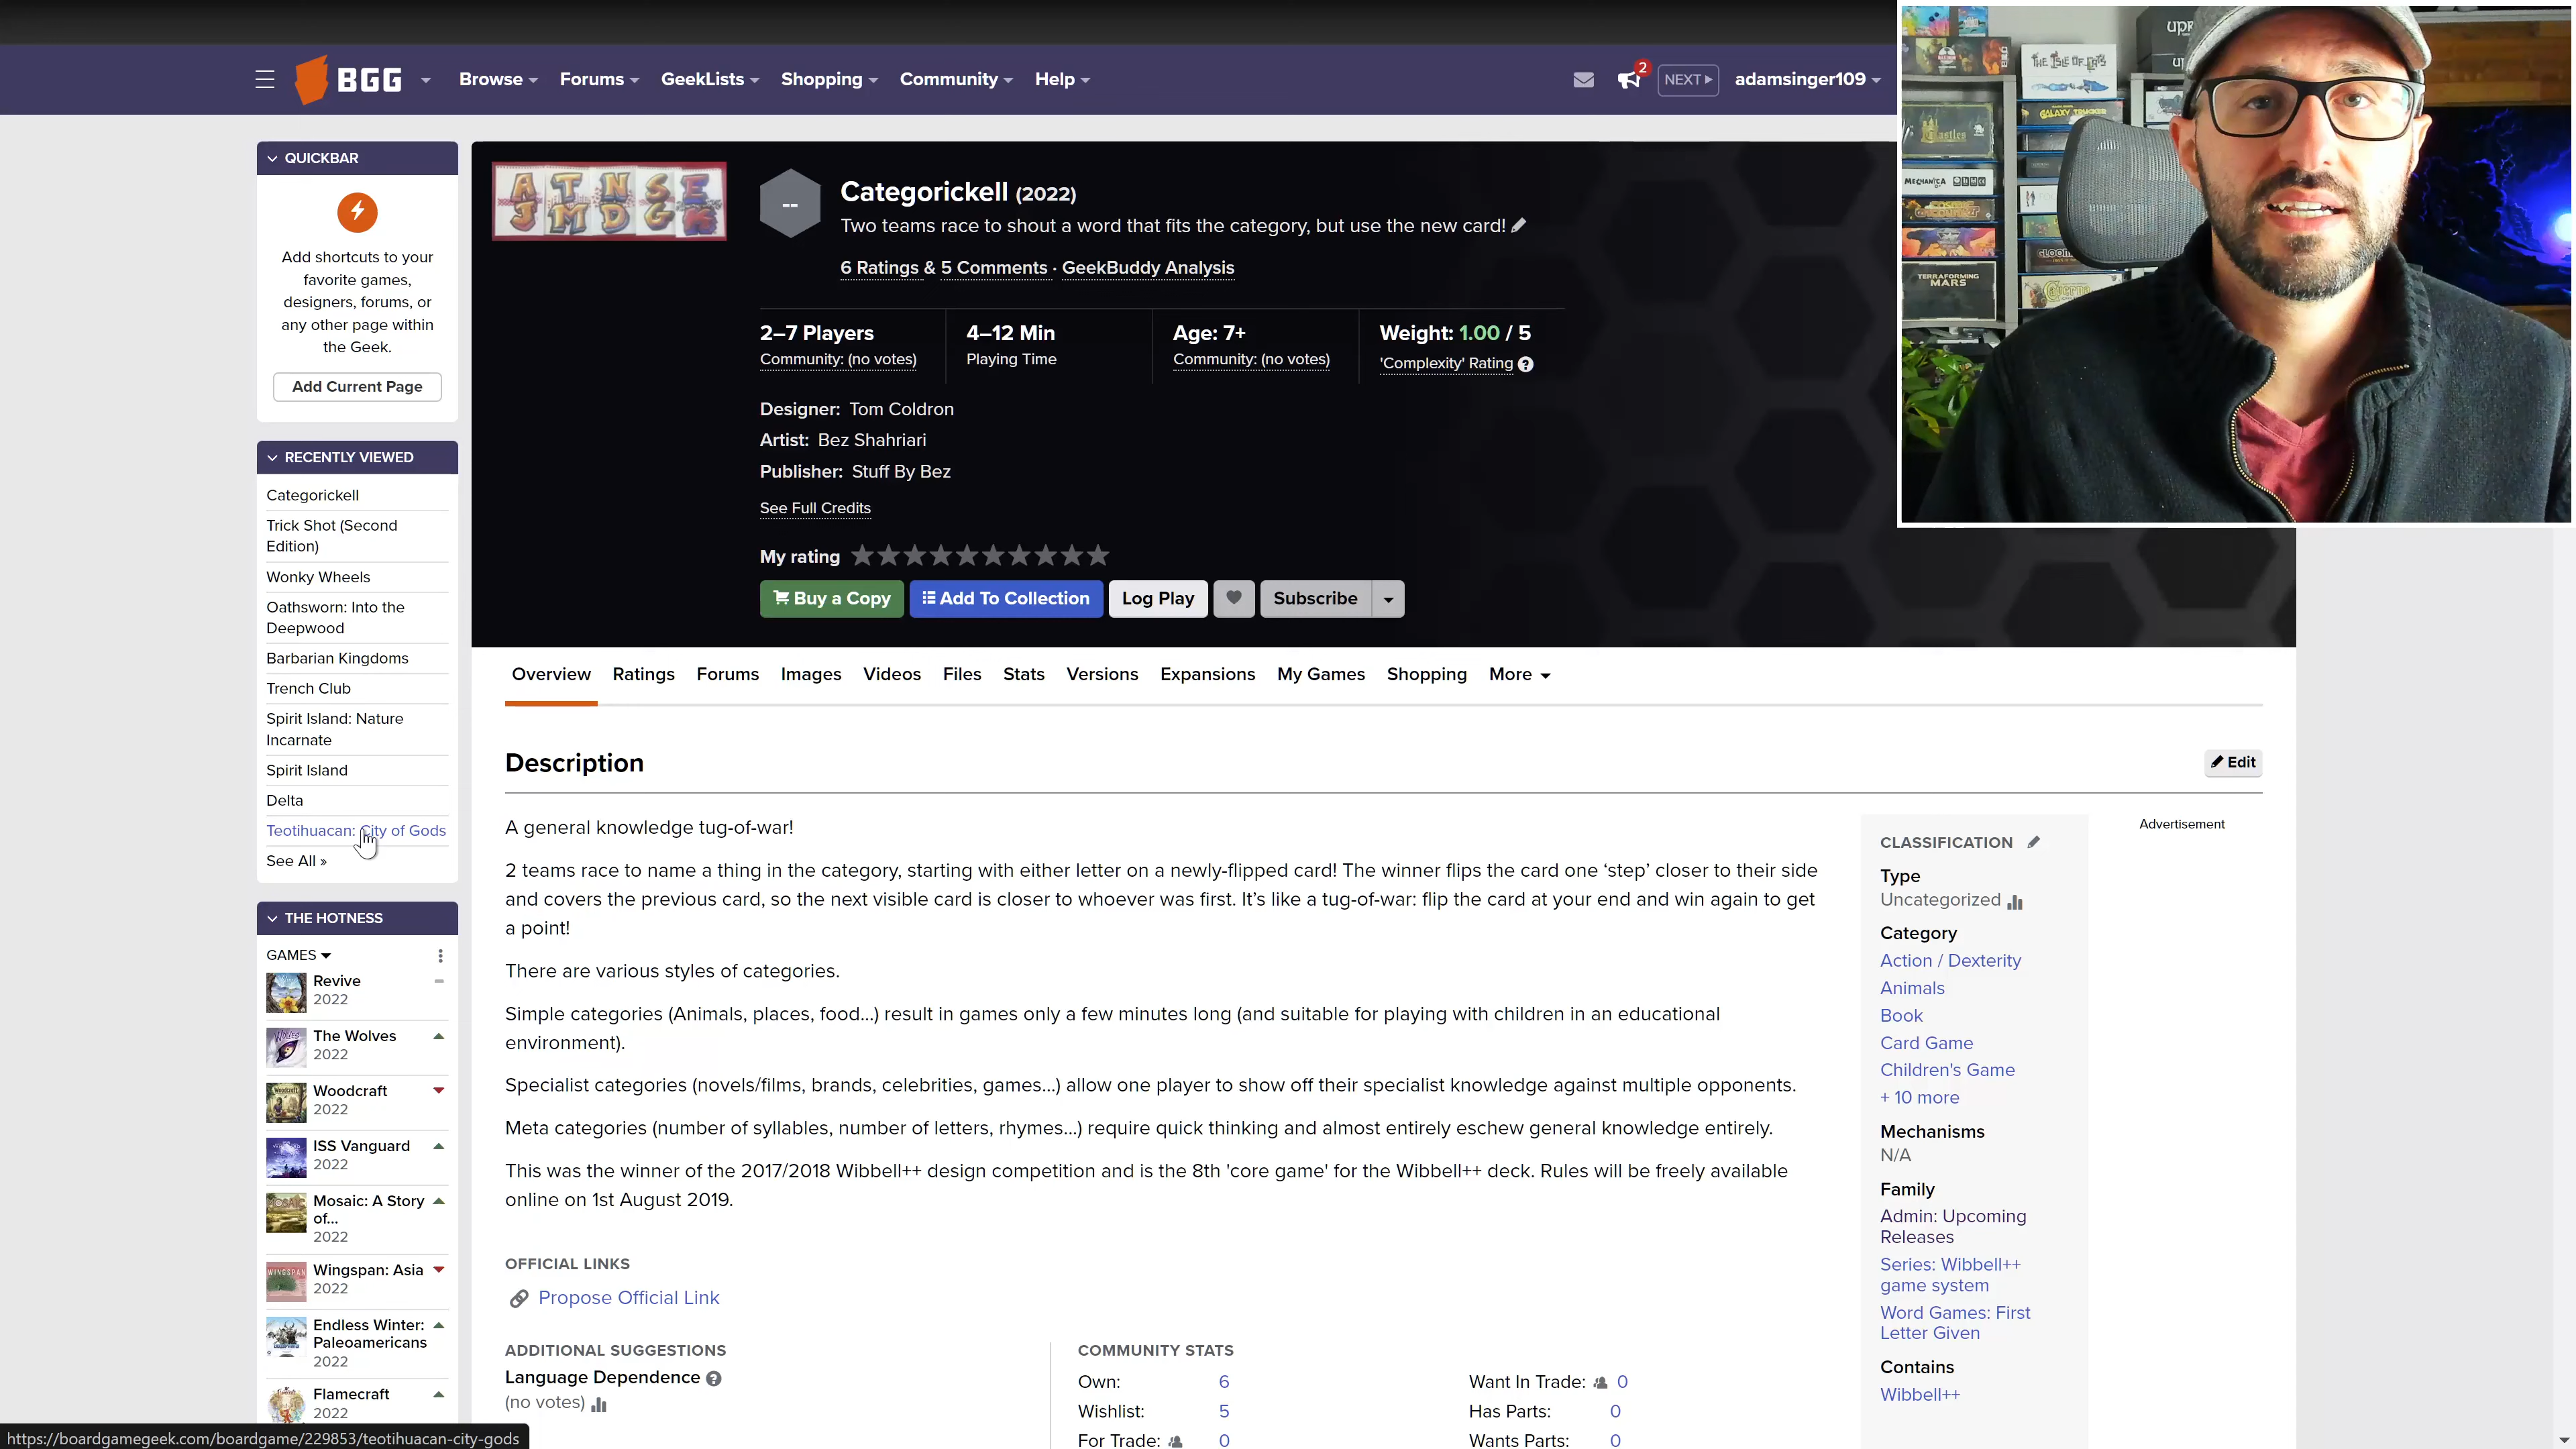 BGG
Browse
Forums
GeekLists
Shopping
Community
Help
2
NEXT
adamsinger109
QUICKBAR
Add shortcuts to your
favorite games,
designers, forums, or
any other page within
the Geek.
Add Current Page
RECENTLY VIEWED
Categorickell
Trick Shot (Second
Edition)
Wonky Wheels
Oathsworn: Into the
Deepwood
Barbarian Kingdoms
Trench Club
Spirit Island: Nature
Incarnate
Spirit Island
Delta
Teotihuacan: City of Gods
See All »
THE HOTNESS
GAMES
Revive
2022
The Wolves
2022
Woodcraft
2022
ISS Vanguard
2022
Mosaic: A Story
of...
2022
WINGSPAN
Wingspan: Asia
2022
Endless Winter:
Paleoamericans
2022
Flamecraft
2022
https://boardgamegeek.com/boardgame/229853/teotihuacan-city-gods
A T N S E
J M D G K
--
Categorickell (2022)
Two teams race to shout a word that fits the category, but use the new card!
6 Ratings & 5 Comments · GeekBuddy Analysis
2–7 Players
Community: (no votes)
4–12 Min
Playing Time
Age: 7+
Community: (no votes)
Weight: 1.00 / 5
'Complexity' Rating ?
Designer: Tom Coldron
Artist: Bez Shahriari
Publisher: Stuff By Bez
See Full Credits
My rating
Buy a Copy
Add To Collection
Log Play
Subscribe
Overview
Ratings
Forums
Images
Videos
Files
Stats
Versions
Expansions
My Games
Shopping
More
Description
Edit
A general knowledge tug-of-war!
2 teams race to name a thing in the category, starting with either letter on a newly-flipped card! The winner flips the card one ‘step’ closer to their side
and covers the previous card, so the next visible card is closer to whoever was first. It’s like a tug-of-war: flip the card at your end and win again to get
a point!
There are various styles of categories.
Simple categories (Animals, places, food...) result in games only a few minutes long (and suitable for playing with children in an educational
environment).
Specialist categories (novels/films, brands, celebrities, games...) allow one player to show off their specialist knowledge against multiple opponents.
Meta categories (number of syllables, number of letters, rhymes...) require quick thinking and almost entirely eschew general knowledge entirely.
This was the winner of the 2017/2018 Wibbell++ design competition and is the 8th 'core game' for the Wibbell++ deck. Rules will be freely available
online on 1st August 2019.
OFFICIAL LINKS
Propose Official Link
ADDITIONAL SUGGESTIONS
Language Dependence ?
(no votes)
COMMUNITY STATS
Own: 6
Wishlist: 5
For Trade: 0
Want In Trade: 0
Has Parts: 0
Wants Parts: 0
CLASSIFICATION
Type
Uncategorized
Category
Action / Dexterity
Animals
Book
Card Game
Children's Game
+ 10 more
Mechanisms
N/A
Family
Admin: Upcoming
Releases
Series: Wibbell++
game system
Word Games: First
Letter Given
Contains
Wibbell++
Advertisement
THE ISLE OF CATS
GALAXY TRUCKER
Castles
MECHANICA
COSMIC
ENCOUNTER
TERRAFORMING
MARS
Caverna